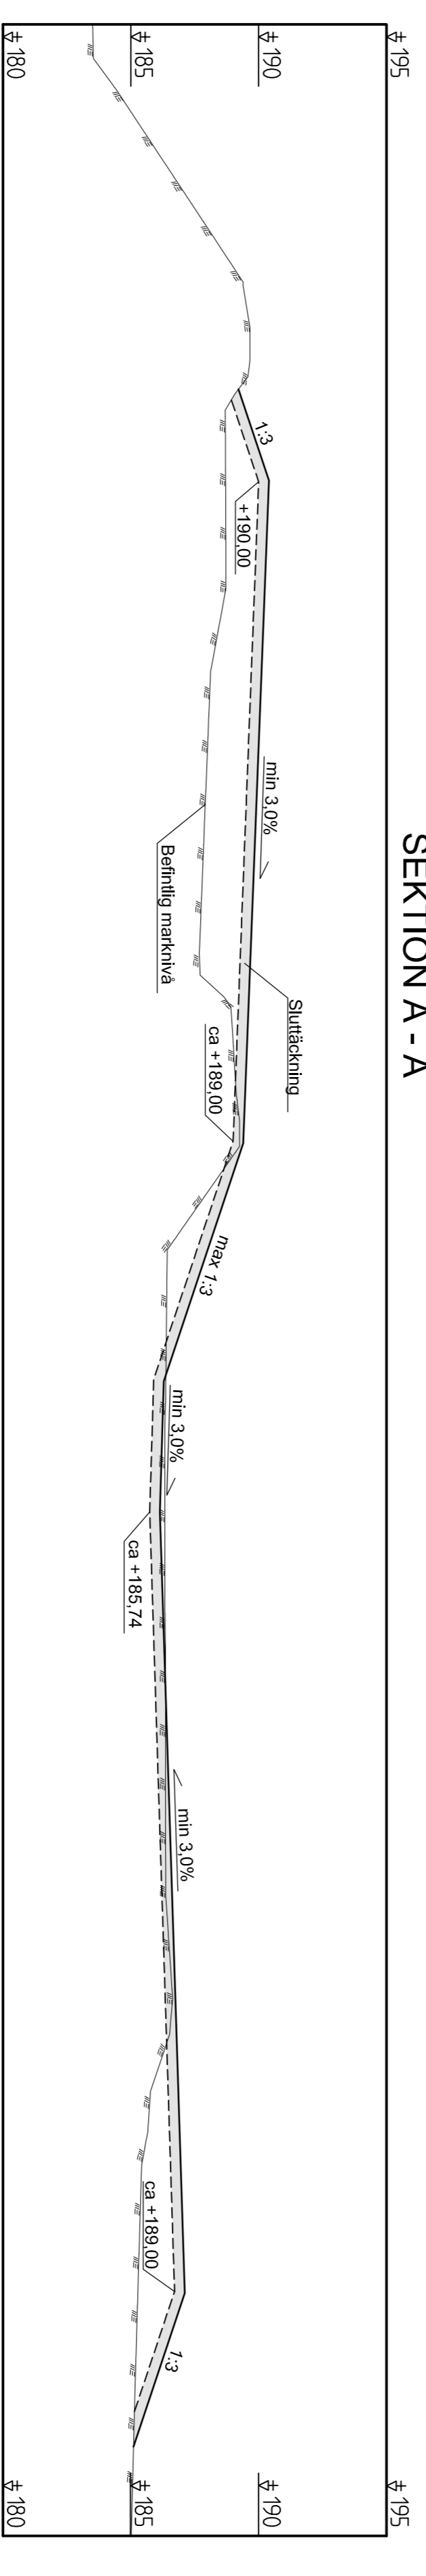 SEKTION A - A
± 195
± 190
± 185
± 180
1:3
+190,00
min 3,0%
Befintlig marknivå
Sluttäckning
ca +189,00
max 1:3
min 3,0%
ca +185,74
min 3,0%
ca +189,00
1:3
± 195
± 190
± 185
± 180